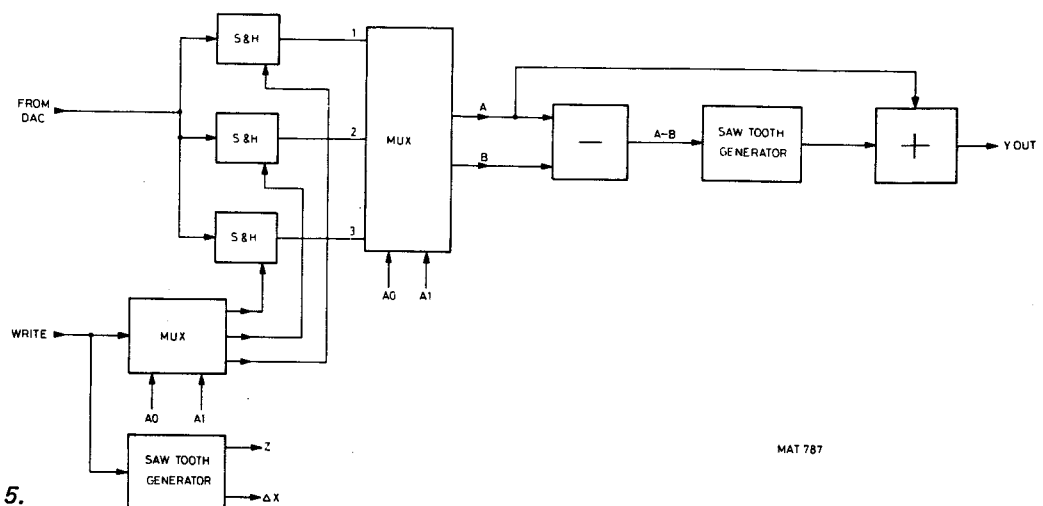 S&H
1
FROM
DAC
S&H
2
MUX
A
B
−
A–B
SAW TOOTH
GENERATOR
+
Y OUT
S&H
3
A0 A1
WRITE
MUX
A0 A1
SAW TOOTH
GENERATOR
Z
ΔX
MAT 787
5.